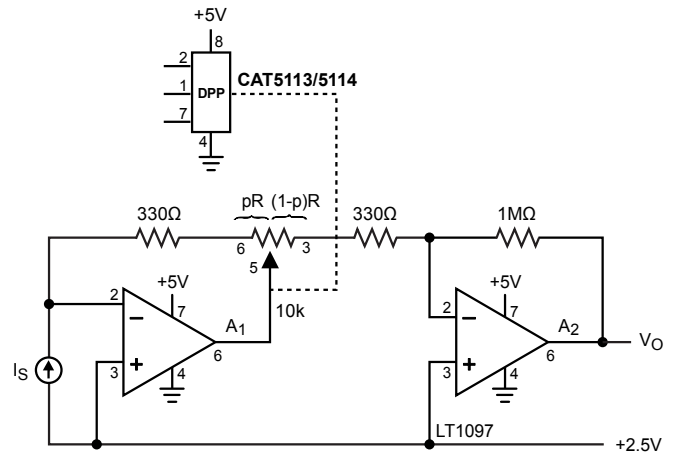 +5V
8
2
1
7
DPP
CAT5113/5114
4
pR (1-p)R
330Ω
330Ω
1MΩ
6
3
5
10k
+5V
7
2
–
+
3
A1
6
4
IS
+5V
7
2
–
+
3
A2
6
4
VO
LT1097
+2.5V